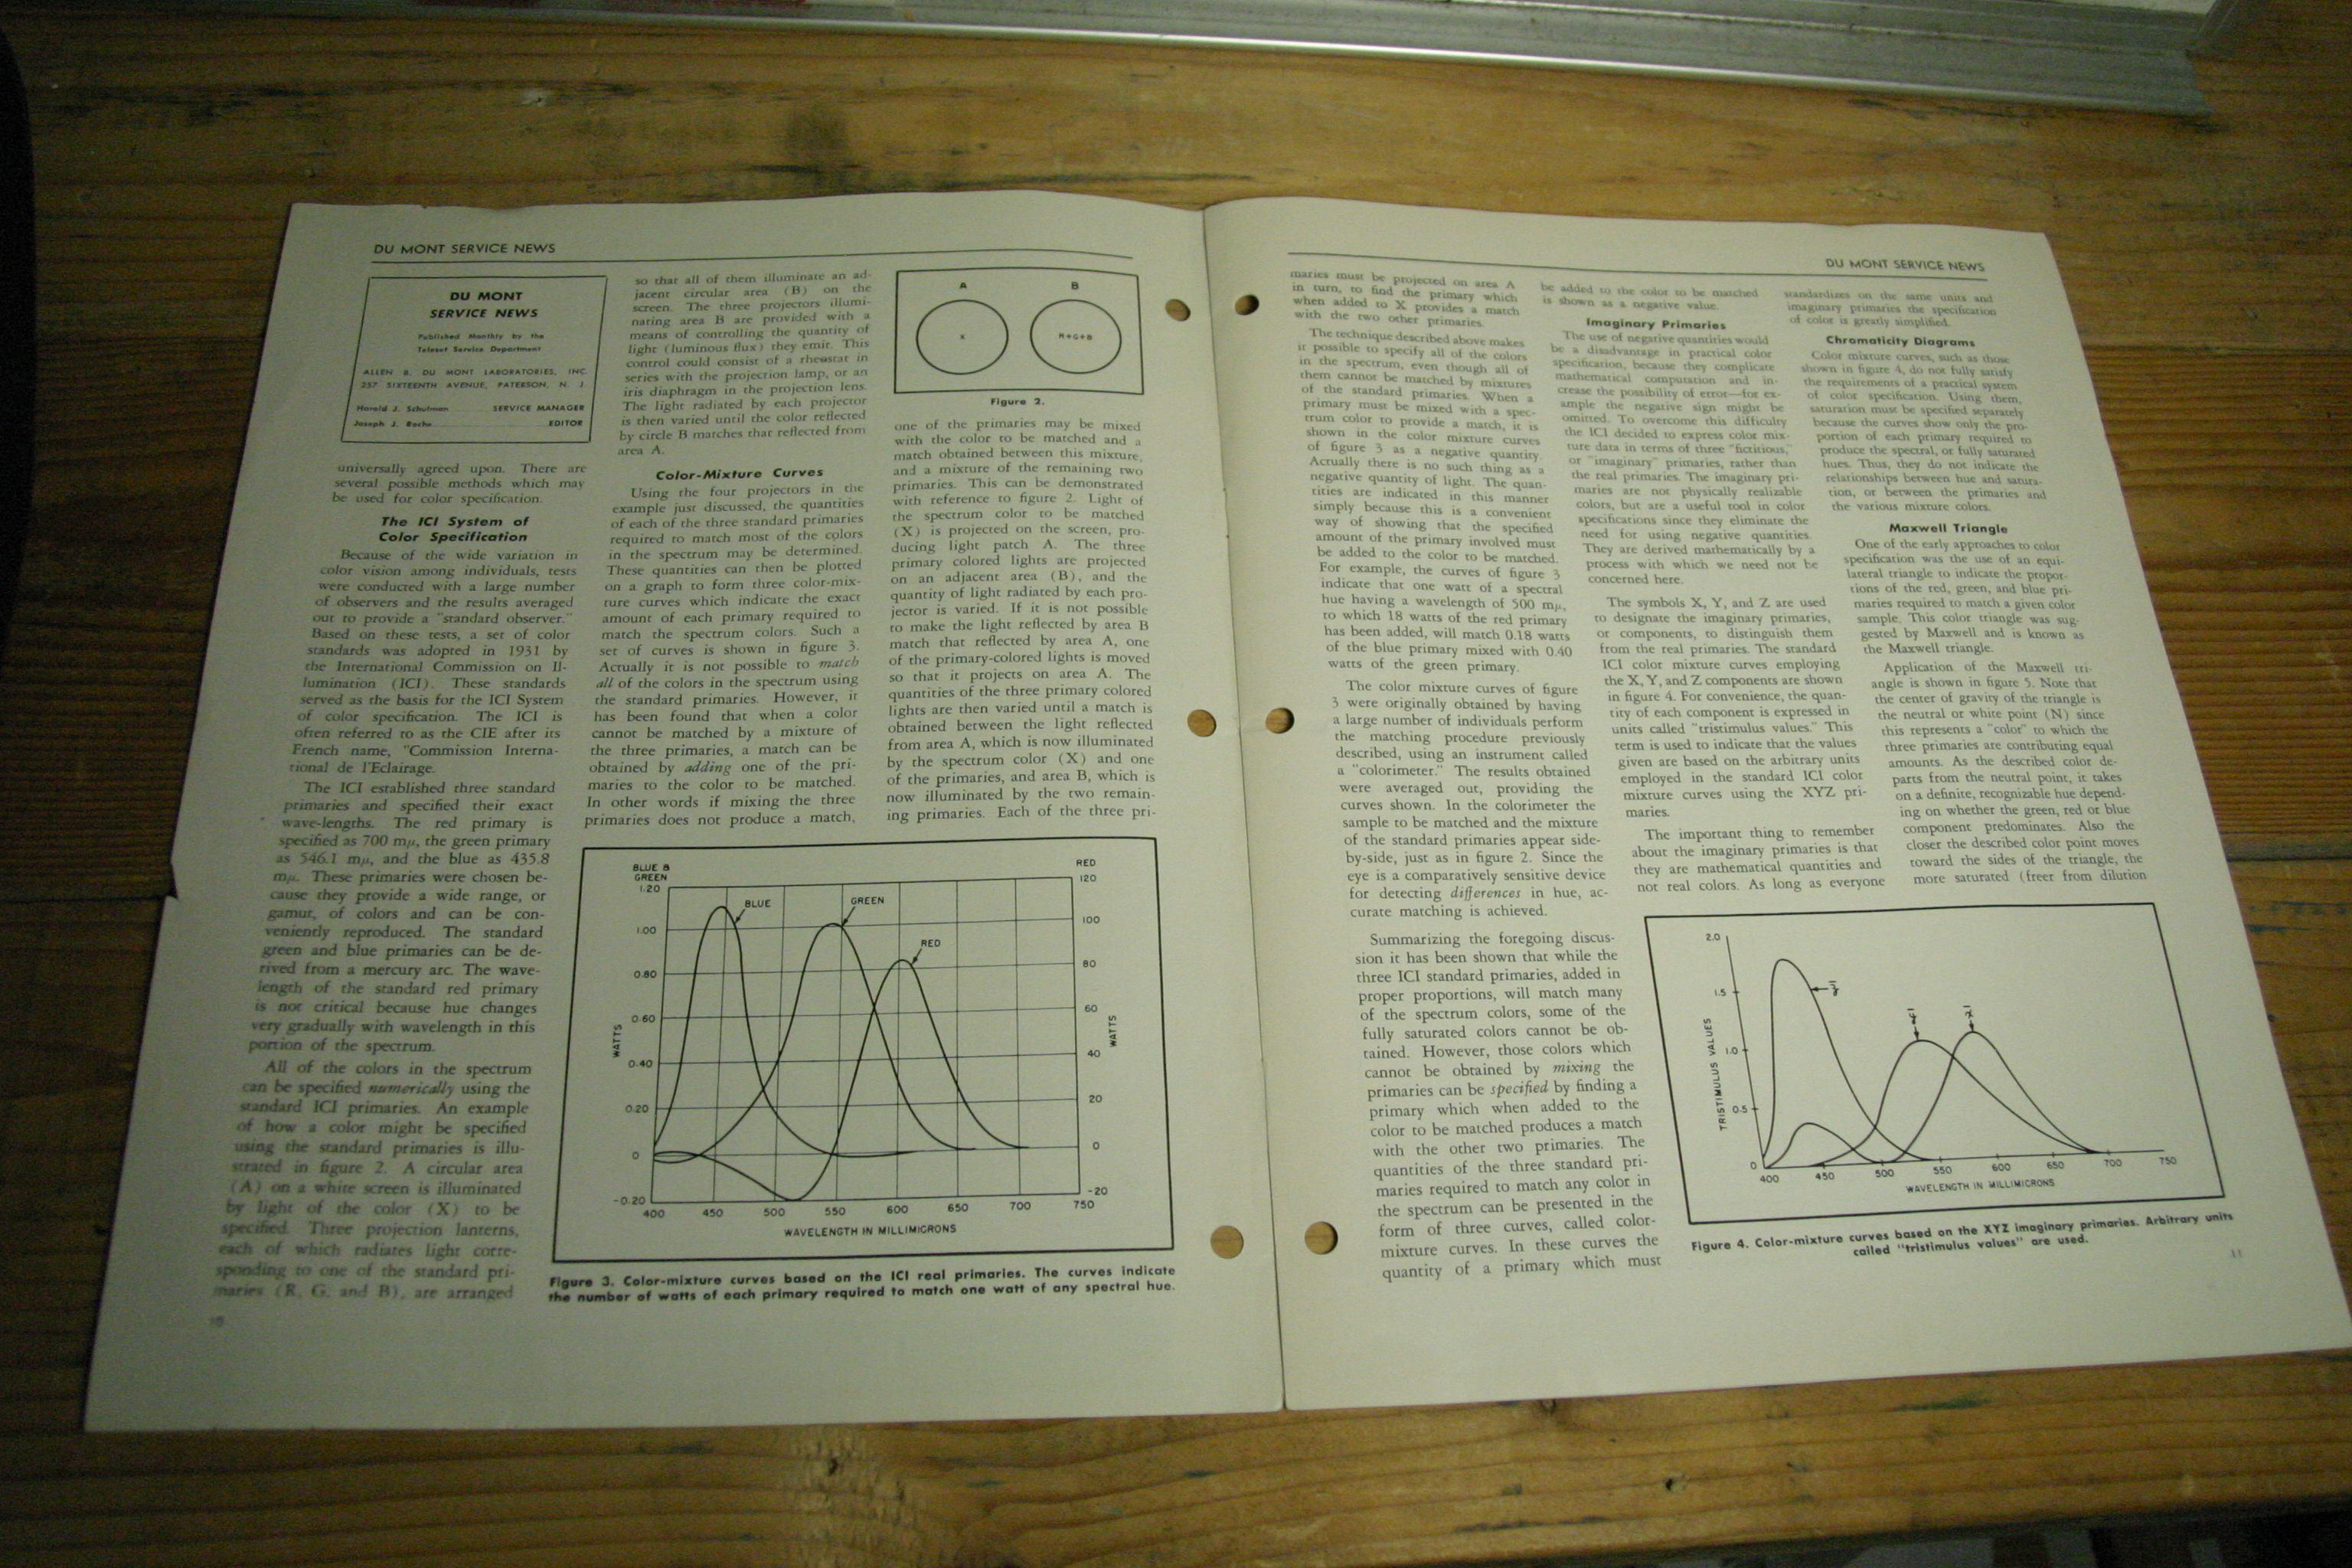 DU MONT SERVICE NEWS
DU MONT
SERVICE NEWS
Published Monthly by the
Teleset Service Department
ALLEN B. DU MONT LABORATORIES, INC.
257 SIXTEENTH AVENUE, PATERSON, N. J.
Harold J. Schulman SERVICE MANAGER
Joseph J. Roche EDITOR
universally agreed upon. There are
several possible methods which may
be used for color specification.
The ICI System of
Color Specification
Because of the wide variation in
color vision among individuals, tests
were conducted with a large number
of observers and the results averaged
out to provide a "standard observer."
Based on these tests, a set of color
standards was adopted in 1931 by
the International Commission on Il-
lumination (ICI). These standards
served as the basis for the ICI System
of color specification. The ICI is
often referred to as the CIE after its
French name, "Commission Interna-
tional de l'Eclairage.
The ICI established three standard
primaries and specified their exact
wave-lengths. The red primary is
specified as 700 mμ, the green primary
as 546.1 mμ, and the blue as 435.8
mμ. These primaries were chosen be-
cause they provide a wide range, or
gamut, of colors and can be con-
veniently reproduced. The standard
green and blue primaries can be de-
rived from a mercury arc. The wave-
length of the standard red primary
is not critical because hue changes
very gradually with wavelength in this
portion of the spectrum.
All of the colors in the spectrum
can be specified numerically using the
standard ICI primaries. An example
of how a color might be specified
using the standard primaries is illu-
strated in figure 2. A circular area
(A) on a white screen is illuminated
by light of the color (X) to be
specified. Three projection lanterns,
each of which radiates light corre-
sponding to one of the standard pri-
maries (R, G, and B), are arranged
so that all of them illuminate an ad-
jacent circular area (B) on the
screen. The three projectors illumi-
nating area B are provided with a
means of controlling the quantity of
light (luminous flux) they emit. This
control could consist of a rheostat in
series with the projection lamp, or an
iris diaphragm in the projection lens.
The light radiated by each projector
is then varied until the color reflected
by circle B matches that reflected from
area A.
Color-Mixture Curves
Using the four projectors in the
example just discussed, the quantities
of each of the three standard primaries
required to match most of the colors
in the spectrum may be determined.
These quantities can then be plotted
on a graph to form three color-mix-
ture curves which indicate the exact
amount of each primary required to
match the spectrum colors. Such a
set of curves is shown in figure 3.
Actually it is not possible to match
all of the colors in the spectrum using
the standard primaries. However, it
has been found that when a color
cannot be matched by a mixture of
the three primaries, a match can be
obtained by adding one of the pri-
maries to the color to be matched.
In other words if mixing the three
primaries does not produce a match,
A B
X R+G+B
Figure 2.
one of the primaries may be mixed
with the color to be matched and a
match obtained between this mixture,
and a mixture of the remaining two
primaries. This can be demonstrated
with reference to figure 2. Light of
the spectrum color to be matched
(X) is projected on the screen, pro-
ducing light patch A. The three
primary colored lights are projected
on an adjacent area (B), and the
quantity of light radiated by each pro-
jector is varied. If it is not possible
to make the light reflected by area B
match that reflected by area A, one
of the primary-colored lights is moved
so that it projects on area A. The
quantities of the three primary colored
lights are then varied until a match is
obtained between the light reflected
from area A, which is now illuminated
by the spectrum color (X) and one
of the primaries, and area B, which is
now illuminated by the two remain-
ing primaries. Each of the three pri-
BLUE &
GREEN
RED
1.20 120
BLUE GREEN
1.00 100
RED
0.80 80
0.60 60
WATTS WATTS
0.40 40
0.20 20
0 0
-0.20 -20
400 450 500 550 600 650 700 750
WAVELENGTH IN MILLIMICRONS
Figure 3. Color-mixture curves based on the ICI real primaries. The curves indicate
the number of watts of each primary required to match one watt of any spectral hue.
10
DU MONT SERVICE NEWS
maries must be projected on area A
in turn, to find the primary which
when added to X provides a match
with the two other primaries.
The technique described above makes
it possible to specify all of the colors
in the spectrum, even though all of
them cannot be matched by mixtures
of the standard primaries. When a
primary must be mixed with a spec-
trum color to provide a match, it is
shown in the color mixture curves
of figure 3 as a negative quantity.
Actually there is no such thing as a
negative quantity of light. The quan-
tities are indicated in this manner
simply because this is a convenient
way of showing that the specified
amount of the primary involved must
be added to the color to be matched.
For example, the curves of figure 3
indicate that one watt of a spectral
hue having a wavelength of 500 mμ,
to which 18 watts of the red primary
has been added, will match 0.18 watts
of the blue primary mixed with 0.40
watts of the green primary.
The color mixture curves of figure
3 were originally obtained by having
a large number of individuals perform
the matching procedure previously
described, using an instrument called
a "colorimeter." The results obtained
were averaged out, providing the
curves shown. In the colorimeter the
sample to be matched and the mixture
of the standard primaries appear side-
by-side, just as in figure 2. Since the
eye is a comparatively sensitive device
for detecting differences in hue, ac-
curate matching is achieved.
Summarizing the foregoing discus-
sion it has been shown that while the
three ICI standard primaries, added in
proper proportions, will match many
of the spectrum colors, some of the
fully saturated colors cannot be ob-
tained. However, those colors which
cannot be obtained by mixing the
primaries can be specified by finding a
primary which when added to the
color to be matched produces a match
with the other two primaries. The
quantities of the three standard pri-
maries required to match any color in
the spectrum can be presented in the
form of three curves, called color-
mixture curves. In these curves the
quantity of a primary which must
be added to the color to be matched
is shown as a negative value.
Imaginary Primaries
The use of negative quantities would
be a disadvantage in practical color
specification, because they complicate
mathematical computation and in-
crease the possibility of error—for ex-
ample the negative sign might be
omitted. To overcome this difficulty
the ICI decided to express color mix-
ture data in terms of three "fictitious,"
or "imaginary" primaries, rather than
the real primaries. The imaginary pri-
maries are not physically realizable
colors, but are a useful tool in color
specifications since they eliminate the
need for using negative quantities.
They are derived mathematically by a
process with which we need not be
concerned here.
The symbols X, Y, and Z are used
to designate the imaginary primaries,
or components, to distinguish them
from the real primaries. The standard
ICI color mixture curves employing
the X, Y, and Z components are shown
in figure 4. For convenience, the quan-
tity of each component is expressed in
units called "tristimulus values." This
term is used to indicate that the values
given are based on the arbitrary units
employed in the standard ICI color
mixture curves using the XYZ pri-
maries.
The important thing to remember
about the imaginary primaries is that
they are mathematical quantities and
not real colors. As long as everyone
standardizes on the same units and
imaginary primaries the specification
of color is greatly simplified.
Chromaticity Diagrams
Color mixture curves, such as those
shown in figure 4, do not fully satisfy
the requirements of a practical system
of color specification. Using them,
saturation must be specified separately
because the curves show only the pro-
portion of each primary required to
produce the spectral, or fully saturated
hues. Thus, they do not indicate the
relationships between hue and satura-
tion, or between the primaries and
the various mixture colors.
Maxwell Triangle
One of the early approaches to color
specification was the use of an equi-
lateral triangle to indicate the propor-
tions of the red, green, and blue pri-
maries required to match a given color
sample. This color triangle was sug-
gested by Maxwell and is known as
the Maxwell triangle.
Application of the Maxwell tri-
angle is shown in figure 5. Note that
the center of gravity of the triangle is
the neutral or white point (N) since
this represents a "color" to which the
three primaries are contributing equal
amounts. As the described color de-
parts from the neutral point, it takes
on a definite, recognizable hue depend-
ing on whether the green, red or blue
component predominates. Also the
closer the described color point moves
toward the sides of the triangle, the
more saturated (freer from dilution
2.0
1.5
1.0
0.5
0
TRISTIMULUS VALUES
z̄ ȳ x̄
400 450 500 550 600 650 700 750
WAVELENGTH IN MILLIMICRONS
Figure 4. Color-mixture curves based on the XYZ imaginary primaries. Arbitrary units
called "tristimulus values" are used.
11